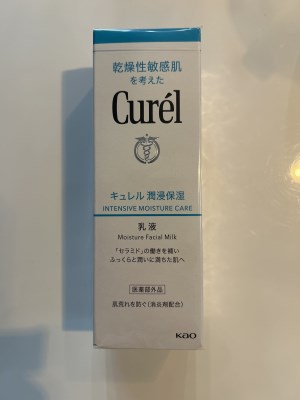 乾燥性敏感肌
を考えた
Curél
キュレル 潤浸保湿
INTENSIVE MOISTURE CARE
乳液
Moisture Facial Milk
「セラミド」の働きを補い
ふっくらと潤いに満ちた肌へ
医薬部外品
肌荒れを防ぐ(消炎剤配合)
Kao